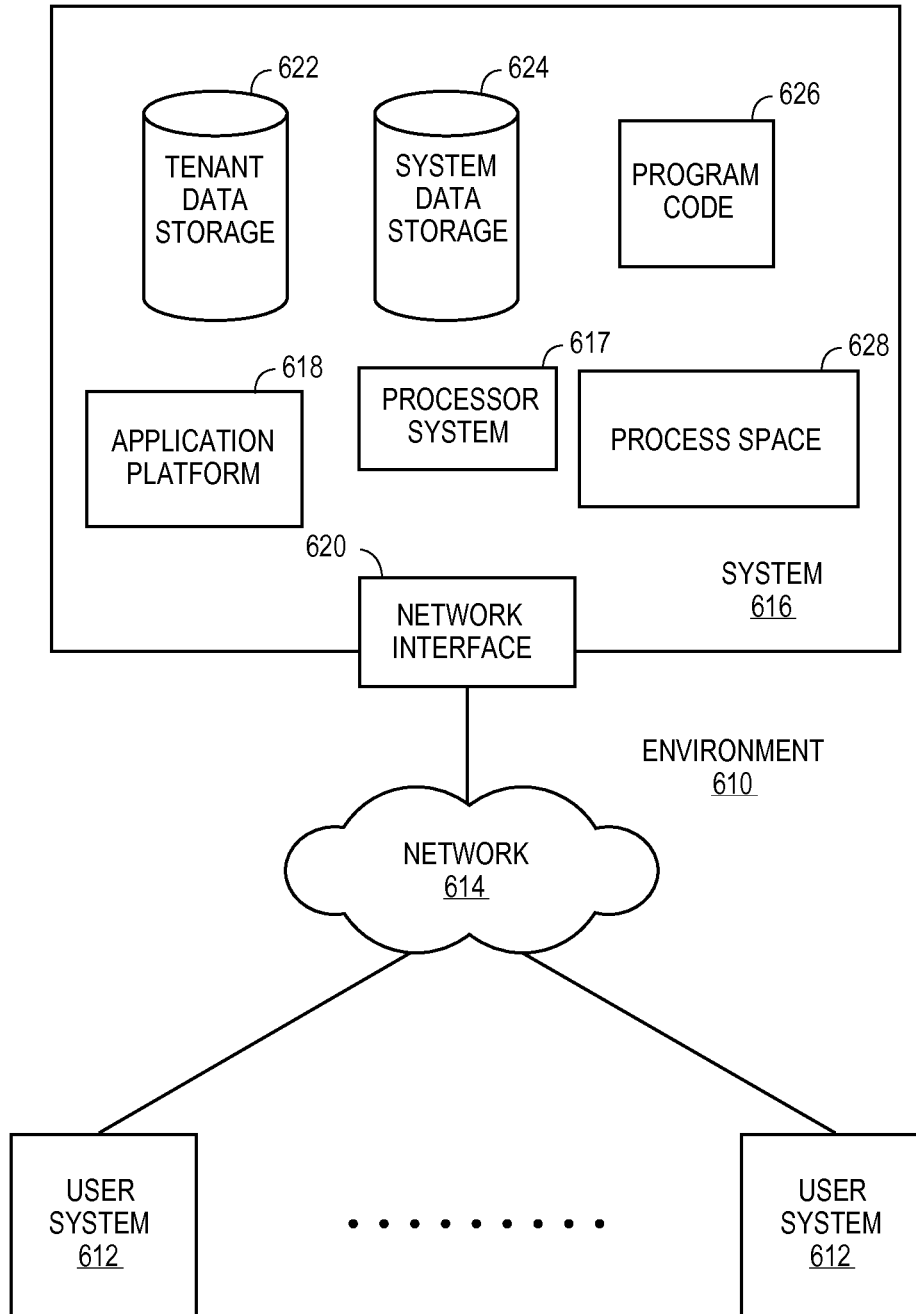 622
TENANT
DATA
STORAGE
624
SYSTEM
DATA
STORAGE
626
PROGRAM
CODE
618
APPLICATION
PLATFORM
617
PROCESSOR
SYSTEM
628
PROCESS SPACE
620
NETWORK
INTERFACE
SYSTEM
616
ENVIRONMENT
610
NETWORK
614
USER
SYSTEM
612
USER
SYSTEM
612